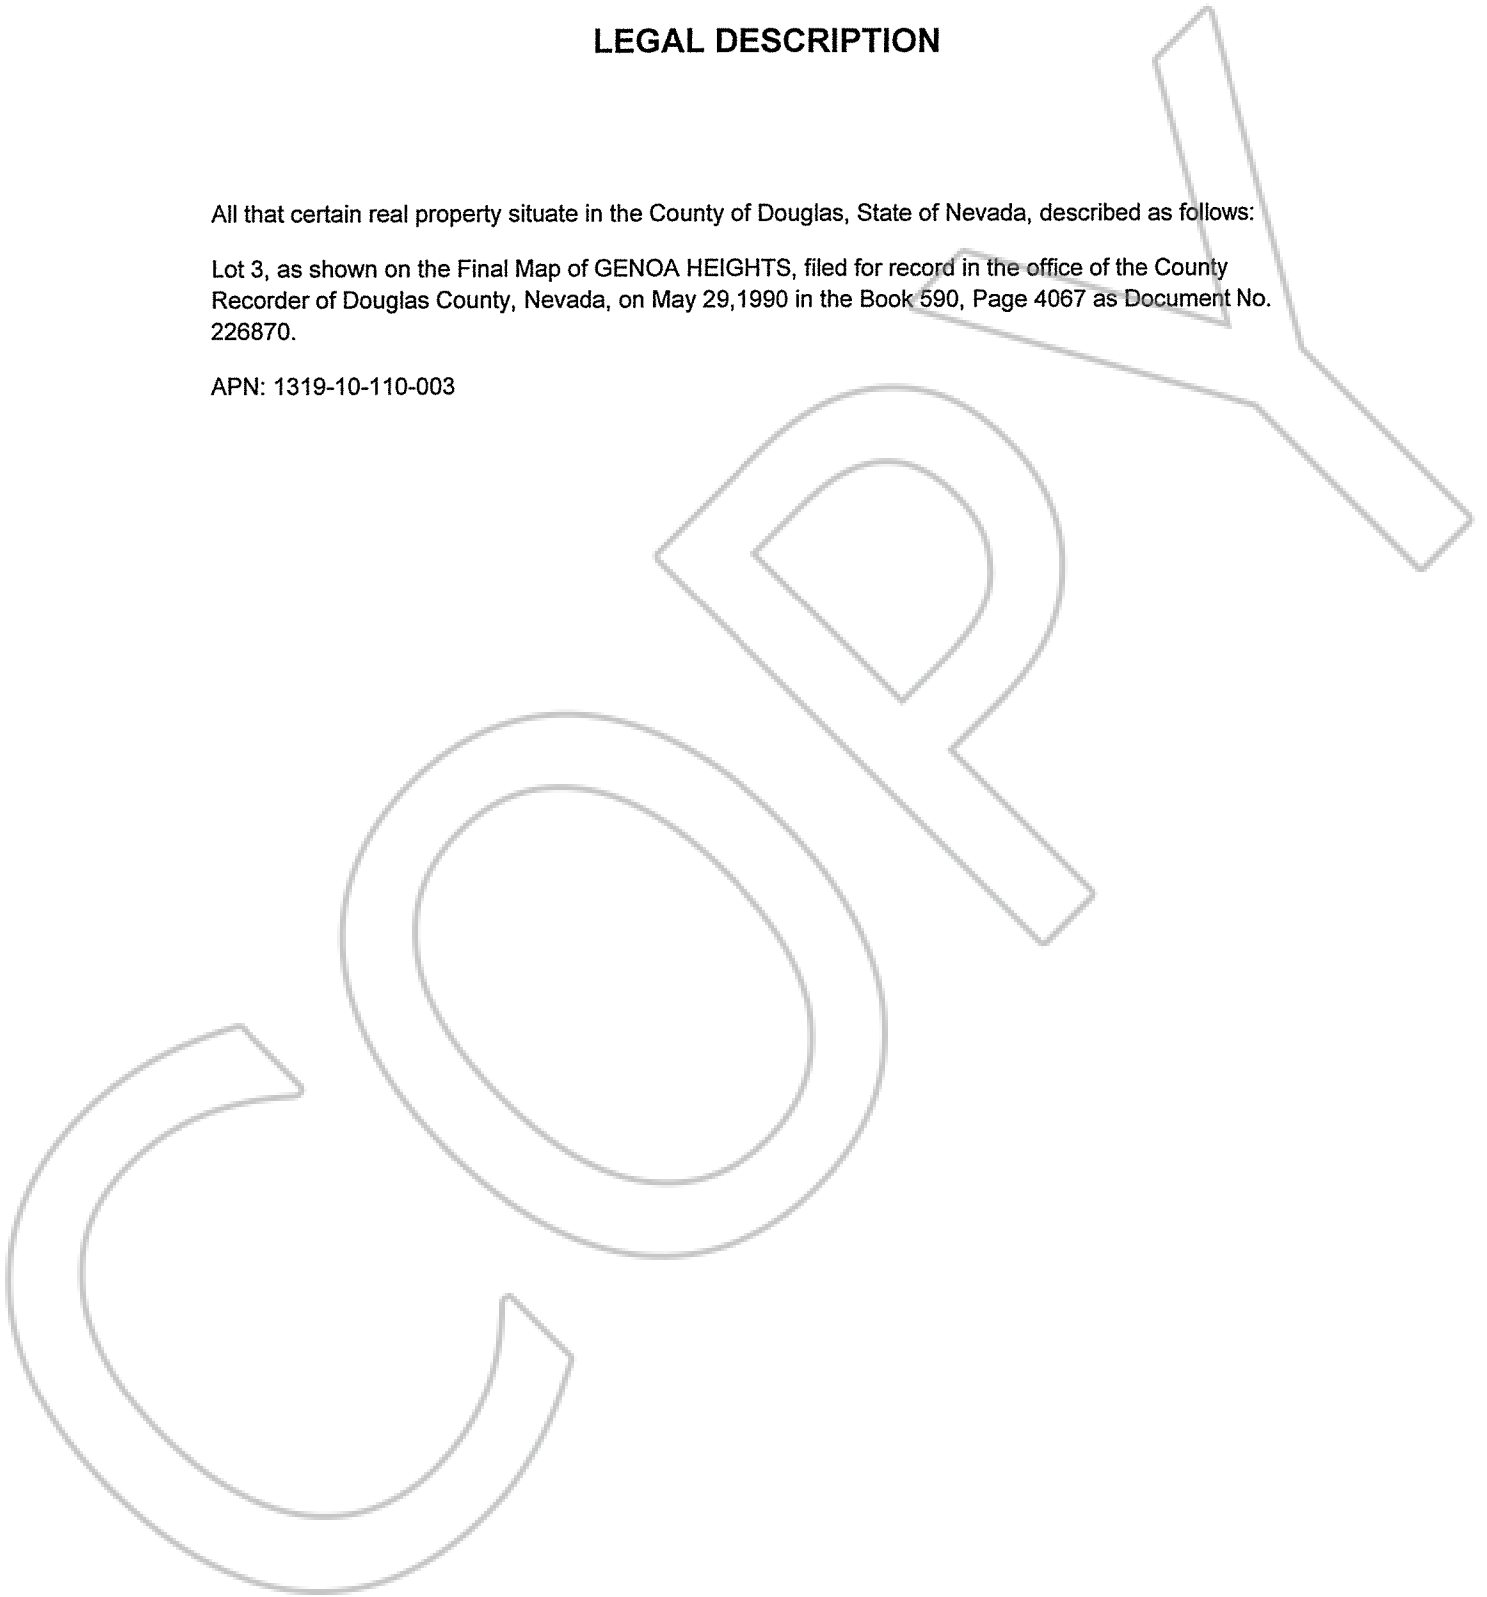 LEGAL DESCRIPTION
All that certain real property situate in the County of Douglas, State of Nevada, described as follows:
Lot 3, as shown on the Final Map of GENOA HEIGHTS, filed for record in the office of the County
Recorder of Douglas County, Nevada, on May 29,1990 in the Book 590, Page 4067 as Document No.
226870.
APN: 1319-10-110-003
COPY